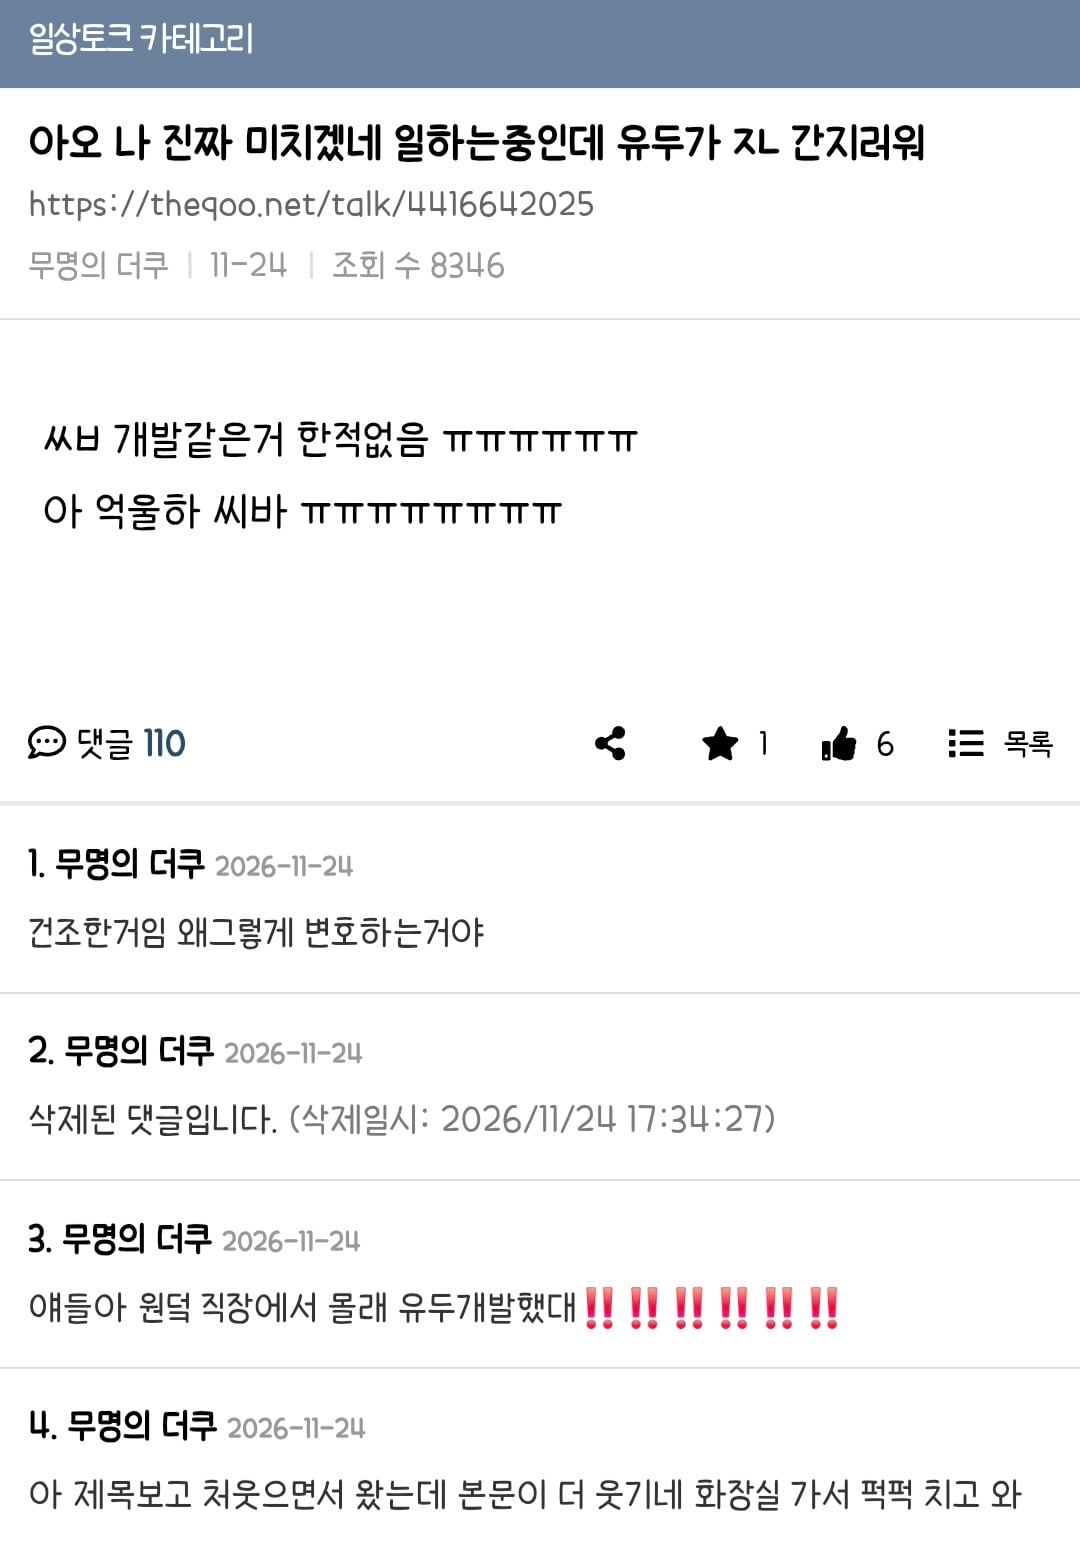 일상토크 카테고리
아오 나 진짜 미치겠네 일하는중인데 유두가 ㅈㄴ 간지러워
https://theqoo.net/talk/4416642025
무명의 더쿠 | 11-24 | 조회 수 8346
ㅆㅂ 개발같은거 한적없음 ㅠㅠㅠㅠㅠㅠ
아 억울하 씨바 ㅠㅠㅠㅠㅠㅠㅠㅠ
댓글 110 1 6 목록
1. 무명의 더쿠 2026-11-24
건조한거임 왜그렇게 변호하는거야
2. 무명의 더쿠 2026-11-24
삭제된 댓글입니다. (삭제일시: 2026/11/24 17:34:27)
3. 무명의 더쿠 2026-11-24
얘들아 원덬 직장에서 몰래 유두개발했대‼️‼️‼️‼️‼️‼️
4. 무명의 더쿠 2026-11-24
아 제목보고 처웃으면서 왔는데 본문이 더 웃기네 화장실 가서 퍽퍽 치고 와